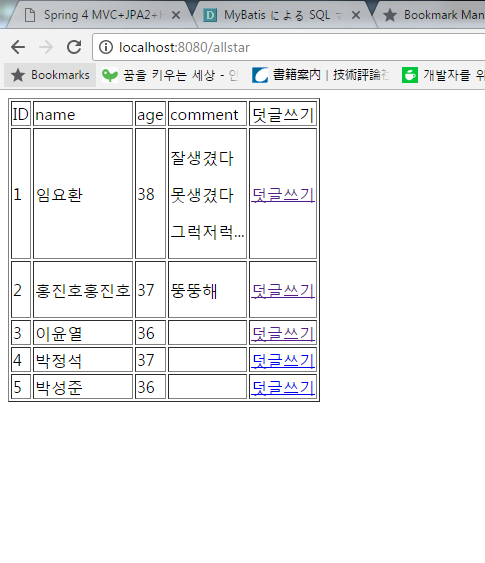 Spring 4 MVC+JPA2+
MyBatis による SQL
Bookmark Man
localhost:8080/allstar
Bookmarks 꿈을 키우는 세상 - 書籍案内 | 技術評論社 개발자를 위
ID name age comment 덧글쓰기
잘생겼다
못생겼다
1 임요환 38 그럭저럭... 덧글쓰기
2 홍진호홍진호 37 뚱뚱해 덧글쓰기
3 이윤열 36 덧글쓰기
4 박정석 37 덧글쓰기
5 박성준 36 덧글쓰기